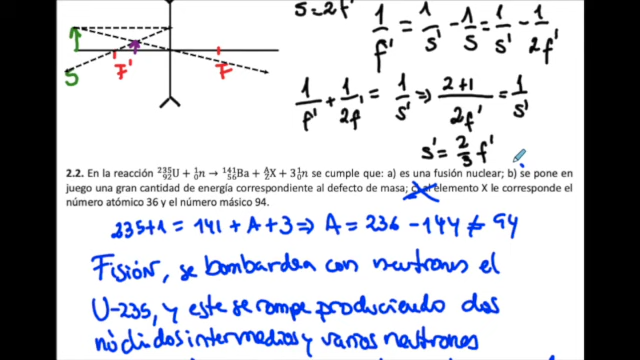 s=2f'
1/f' = 1/s' - 1/s = 1/s' - 1/2f'
S F' F
1/f' + 1/2f' = 1/s' => 2+1/2f' = 1/s'
s' = 2/3 f'
2.2. En la reacción ²³⁵₉₂U + ¹₀n → ¹⁴¹₅₆Ba + ᴬ_ZX + 3¹₀n se cumple que: a) es una fusión nuclear; b) se pone en
juego una gran cantidad de energía correspondiente al defecto de masa; c) al elemento X le corresponde el
número atómico 36 y el número másico 94.
235+1 = 141 + A + 3 => A = 236 - 144 ≠ 94
Fisión, se bombardea con neutrones el
U-235, y este se rompe produciendo dos
núclidos intermedios y varios neutrones